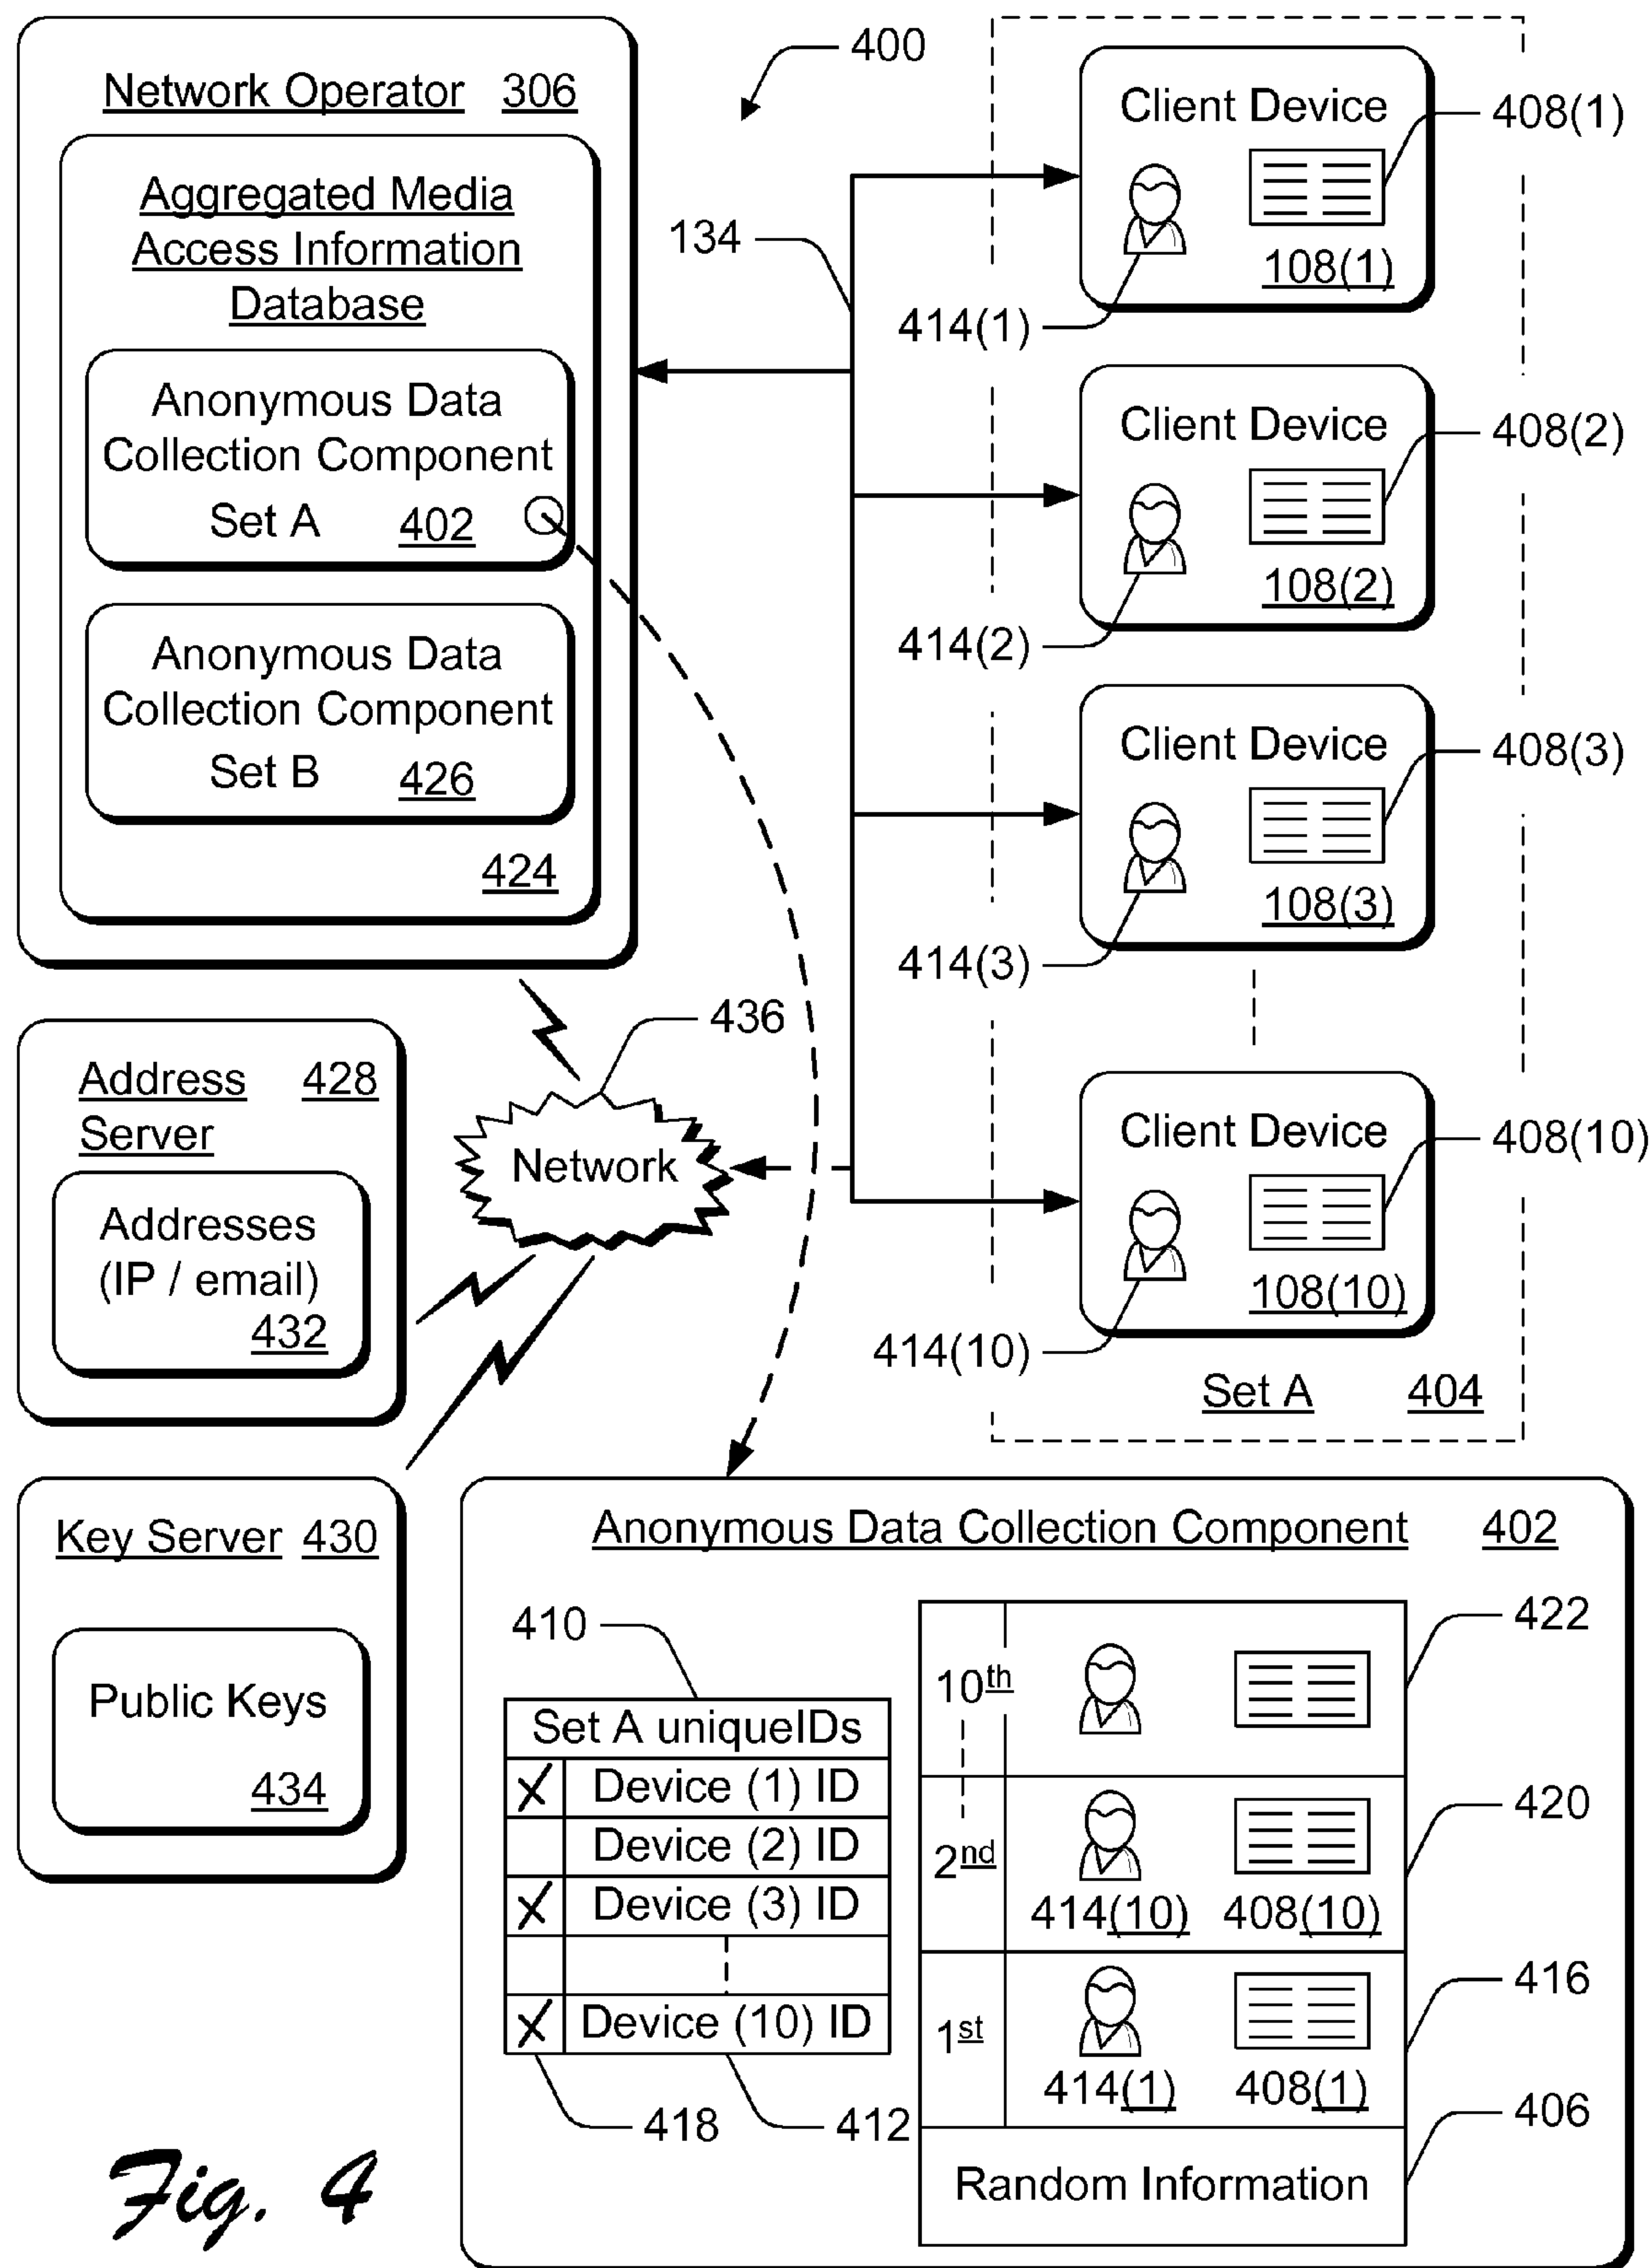 400
Network Operator 306
Aggregated Media
Access Information
Database
Anonymous Data
Collection Component
Set A 402
Anonymous Data
Collection Component
Set B 426
424
134
Client Device
408(1)
108(1)
414(1)
Client Device
408(2)
108(2)
414(2)
Client Device
408(3)
108(3)
414(3)
Client Device
408(10)
108(10)
414(10)
Set A 404
436
Network
Address 428
Server
Addresses
(IP / email)
432
Key Server 430
Public Keys
434
Anonymous Data Collection Component 402
410
Set A uniqueIDs
X Device (1) ID
Device (2) ID
X Device (3) ID
X Device (10) ID
418 412
10th
422
2nd
414(10) 408(10)
420
1st
414(1) 408(1)
416
Random Information
406
Fig. 4